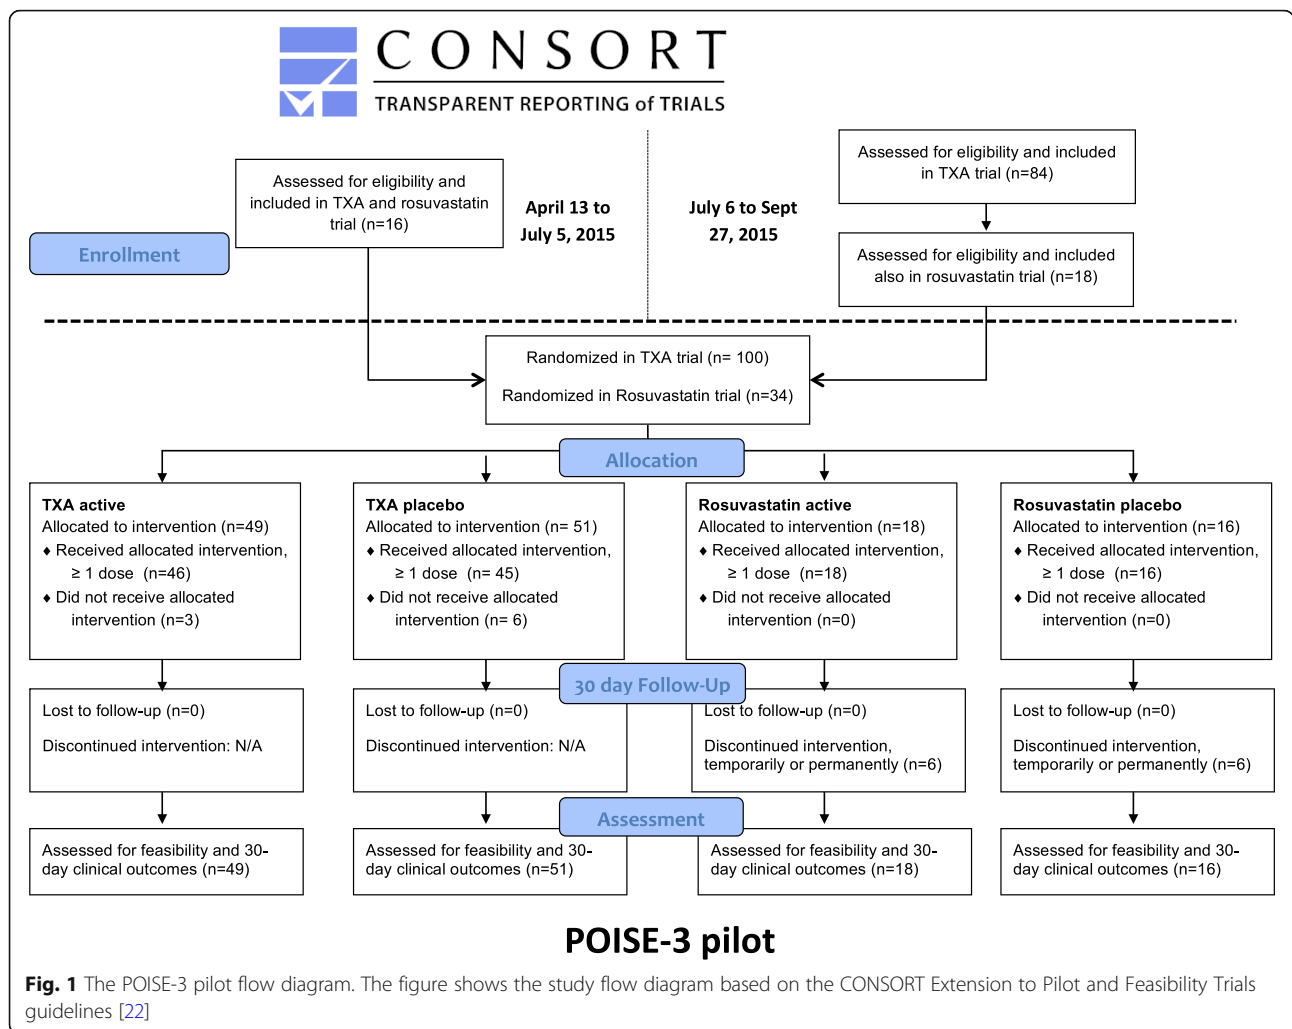 CONSORT
TRANSPARENT REPORTING of TRIALS
Assessed for eligibility and
included in TXA and rosuvastatin
trial (n=16)
April 13 to
July 5, 2015
July 6 to Sept
27, 2015
Assessed for eligibility and included
in TXA trial (n=84)
Enrollment
Assessed for eligibility and included
also in rosuvastatin trial (n=18)
Randomized in TXA trial (n= 100)
Randomized in Rosuvastatin trial (n=34)
Allocation
TXA active
Allocated to intervention (n=49)
♦ Received allocated intervention,
≥ 1 dose (n=46)
♦ Did not receive allocated
intervention (n=3)
TXA placebo
Allocated to intervention (n= 51)
♦ Received allocated intervention,
≥ 1 dose (n= 45)
♦ Did not receive allocated
intervention (n= 6)
Rosuvastatin active
Allocated to intervention (n=18)
♦ Received allocated intervention,
≥ 1 dose (n=18)
♦ Did not receive allocated
intervention (n=0)
Rosuvastatin placebo
Allocated to intervention (n=16)
♦ Received allocated intervention,
≥ 1 dose (n=16)
♦ Did not receive allocated
intervention (n=0)
30 day Follow-Up
Lost to follow-up (n=0)
Discontinued intervention: N/A
Lost to follow-up (n=0)
Discontinued intervention: N/A
Lost to follow-up (n=0)
Discontinued intervention,
temporarily or permanently (n=6)
Lost to follow-up (n=0)
Discontinued intervention,
temporarily or permanently (n=6)
Assessment
Assessed for feasibility and 30-
day clinical outcomes (n=49)
Assessed for feasibility and 30-
day clinical outcomes (n=51)
Assessed for feasibility and 30-
day clinical outcomes (n=18)
Assessed for feasibility and 30-
day clinical outcomes (n=16)
POISE-3 pilot
Fig. 1 The POISE-3 pilot flow diagram. The figure shows the study flow diagram based on the CONSORT Extension to Pilot and Feasibility Trials
guidelines [22]